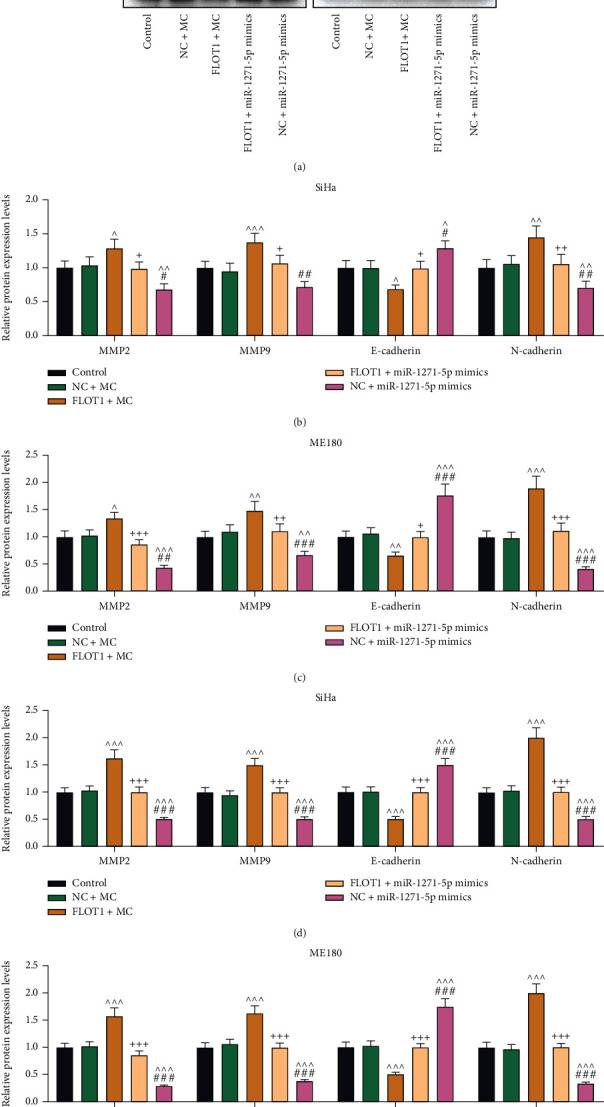 Control
NC + MC
FLOT1 + MC
FLOT1 + miR-1271-5p mimics
NC + miR-1271-5p mimics
Control
NC + MC
FLOT1 + MC
FLOT1 + miR-1271-5p mimics
NC + miR-1271-5p mimics
(a)
SiHa
Relative protein expression levels
2.0
1.5
1.0
0.5
0.0
^
+
^^
#
^^^
+
##
^
+
^
#
^^
++
^^
##
MMP2 MMP9 E-cadherin N-cadherin
Control
NC + MC
FLOT1 + MC
FLOT1 + miR-1271-5p mimics
NC + miR-1271-5p mimics
(b)
ME180
Relative protein expression levels
2.5
2.0
1.5
1.0
0.5
0.0
^
+++
^^^
##
^^
++
^^
###
^^
+
^^^
###
^^^
+++
^^^
###
MMP2 MMP9 E-cadherin N-cadherin
Control
NC + MC
FLOT1 + MC
FLOT1 + miR-1271-5p mimics
NC + miR-1271-5p mimics
(c)
SiHa
Relative protein expression levels
2.5
2.0
1.5
1.0
0.5
0.0
^^^
+++
^^^
###
^^^
+++
^^^
###
^^^
+++
^^^
###
^^^
+++
^^^
###
MMP2 MMP9 E-cadherin N-cadherin
Control
NC + MC
FLOT1 + MC
FLOT1 + miR-1271-5p mimics
NC + miR-1271-5p mimics
(d)
ME180
Relative protein expression levels
2.5
2.0
1.5
1.0
0.5
0.0
^^^
+++
^^^
###
^^^
+++
^^^
###
^^^
+++
^^^
###
^^^
+++
^^^
###